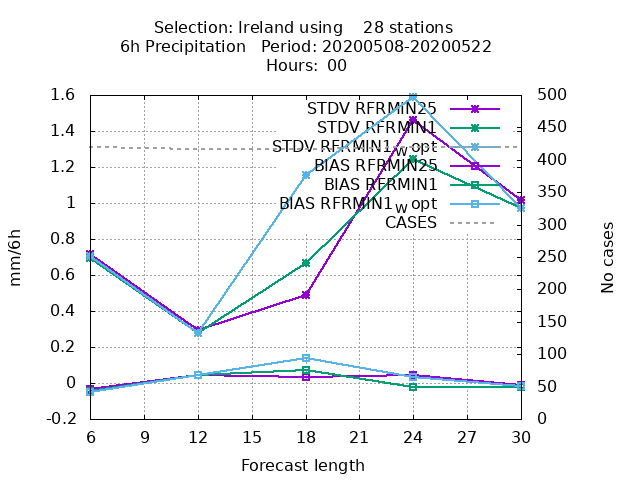 Selection: Ireland using    28 stations
6h Precipitation   Period: 20200508-20200522
Hours:  00
1.6
1.4
1.2
1
0.8
0.6
0.4
0.2
0
-0.2
mm/6h
500
450
400
350
300
250
200
150
100
50
0
No cases
STDV RFRMIN25
STDV RFRMIN1
STDV RFRMIN1_w opt
BIAS RFRMIN25
BIAS RFRMIN1
BIAS RFRMIN1_w opt
CASES
6 9 12 15 18 21 24 27 30
Forecast length